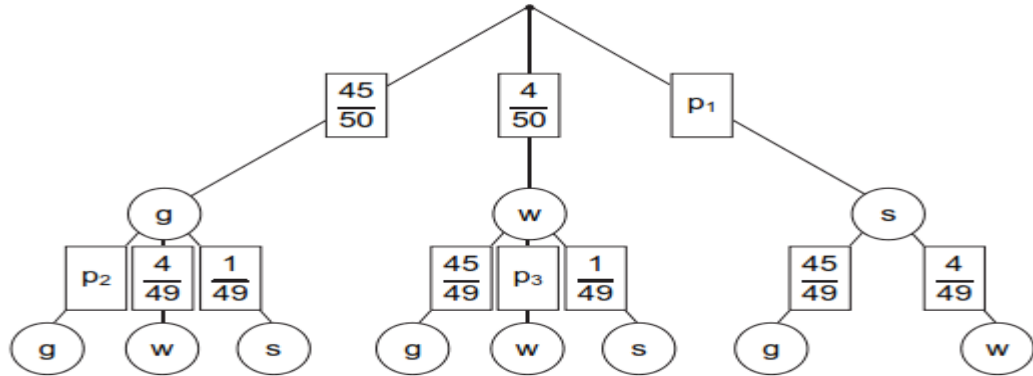 45/50 4/50 p₁
g w s
p₂ 4/49 1/49 45/49 p₃ 1/49 45/49 4/49
g w s g w s g w